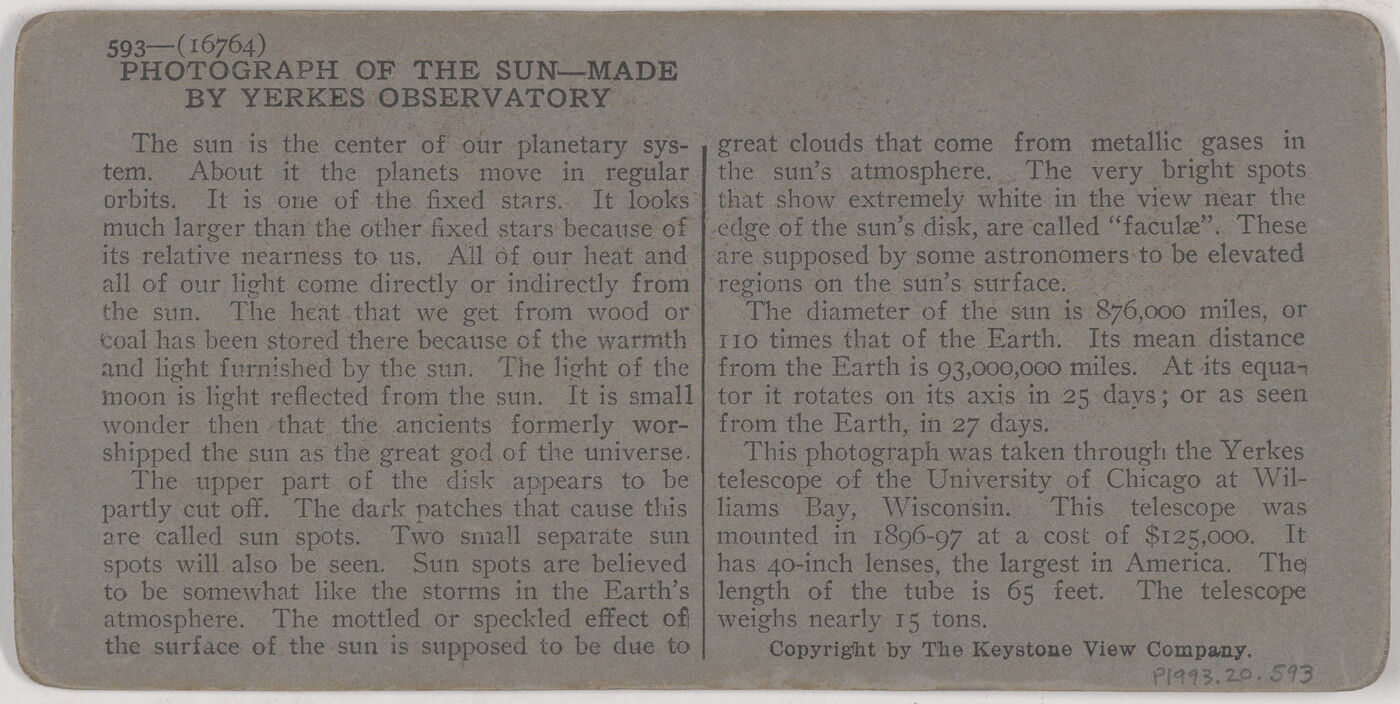 593—(16764)
PHOTOGRAPH OF THE SUN—MADE
BY YERKES OBSERVATORY
The sun is the center of our planetary sys-
tem. About it the planets move in regular
orbits. It is one of the fixed stars. It looks
much larger than the other fixed stars because of
its relative nearness to us. All of our heat and
all of our light come directly or indirectly from
the sun. The heat that we get from wood or
coal has been stored there because of the warmth
and light furnished by the sun. The light of the
moon is light reflected from the sun. It is small
wonder then that the ancients formerly wor-
shipped the sun as the great god of the universe.
The upper part of the disk appears to be
partly cut off. The dark patches that cause this
are called sun spots. Two small separate sun
spots will also be seen. Sun spots are believed
to be somewhat like the storms in the Earth's
atmosphere. The mottled or speckled effect of
the surface of the sun is supposed to be due to
great clouds that come from metallic gases in
the sun's atmosphere. The very bright spots
that show extremely white in the view near the
edge of the sun's disk, are called "faculæ". These
are supposed by some astronomers to be elevated
regions on the sun's surface.
The diameter of the sun is 876,000 miles, or
110 times that of the Earth. Its mean distance
from the Earth is 93,000,000 miles. At its equa-
tor it rotates on its axis in 25 days; or as seen
from the Earth, in 27 days.
This photograph was taken through the Yerkes
telescope of the University of Chicago at Wil-
liams Bay, Wisconsin. This telescope was
mounted in 1896-97 at a cost of $125,000. It
has 40-inch lenses, the largest in America. The
length of the tube is 65 feet. The telescope
weighs nearly 15 tons.
Copyright by The Keystone View Company.
P1993.20.593